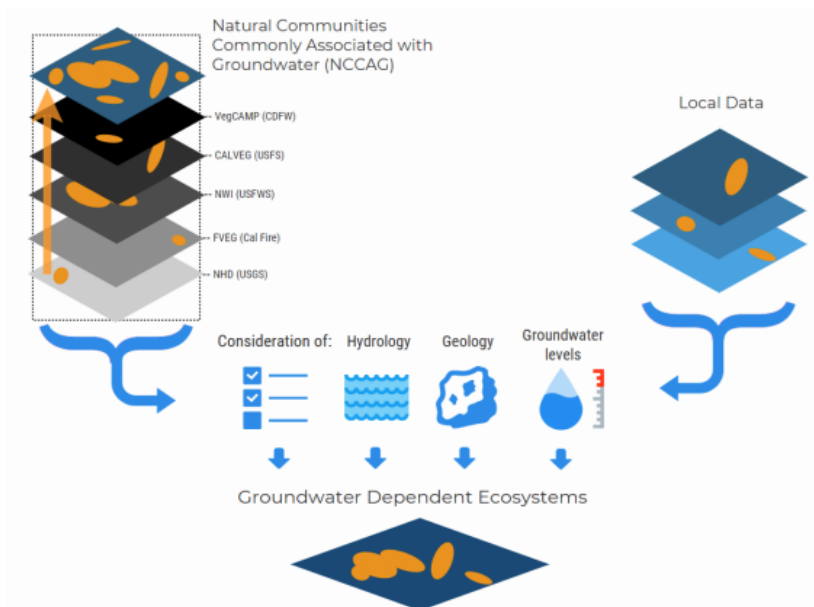 Natural Communities
Commonly Associated with
Groundwater (NCCAG)
VegCAMP (CDFW)
CALVEG (USFS)
NWI (USFWS)
FVEG (Cal Fire)
NHD (USGS)
Local Data
Consideration of:
Hydrology
Geology
Groundwater
levels
Groundwater Dependent Ecosystems